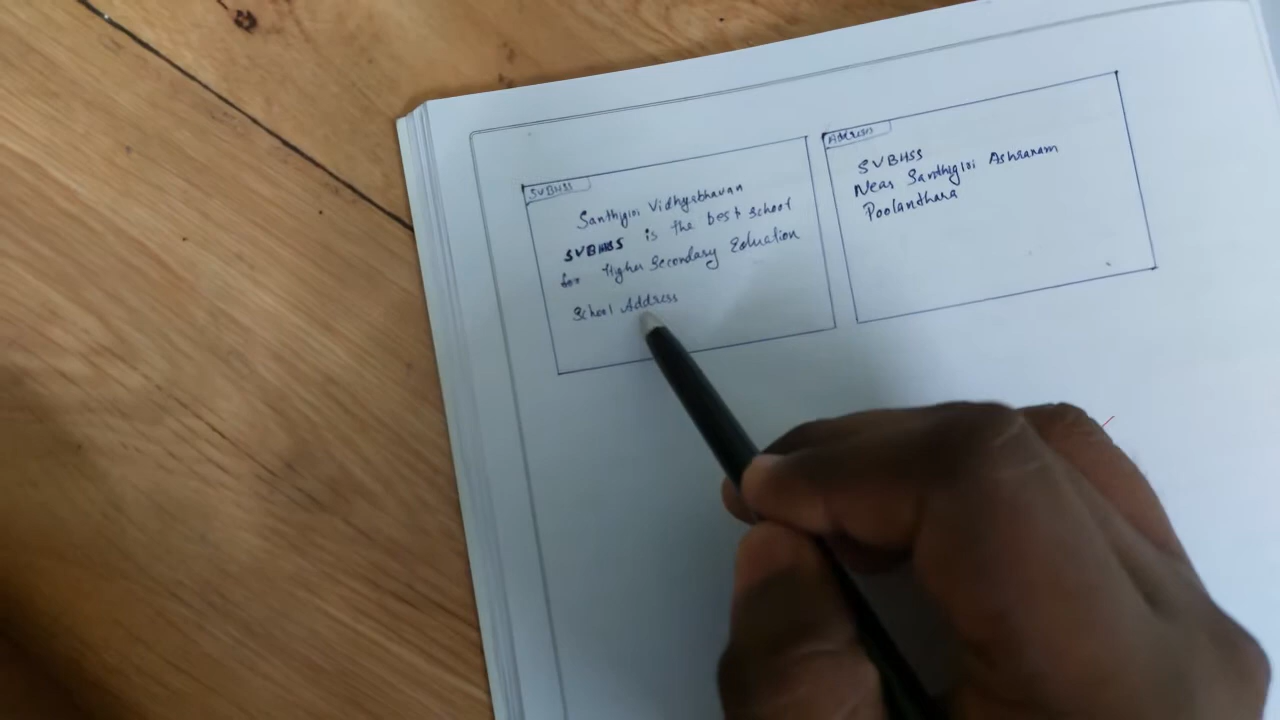 SVBHSS
Santhigiri Vidhyabhavan
SVBHSS is the best School
for Higher Secondary Eduation
School Address
Address
SVBHSS
Near Santhigiri Ashramam
Poolanthara